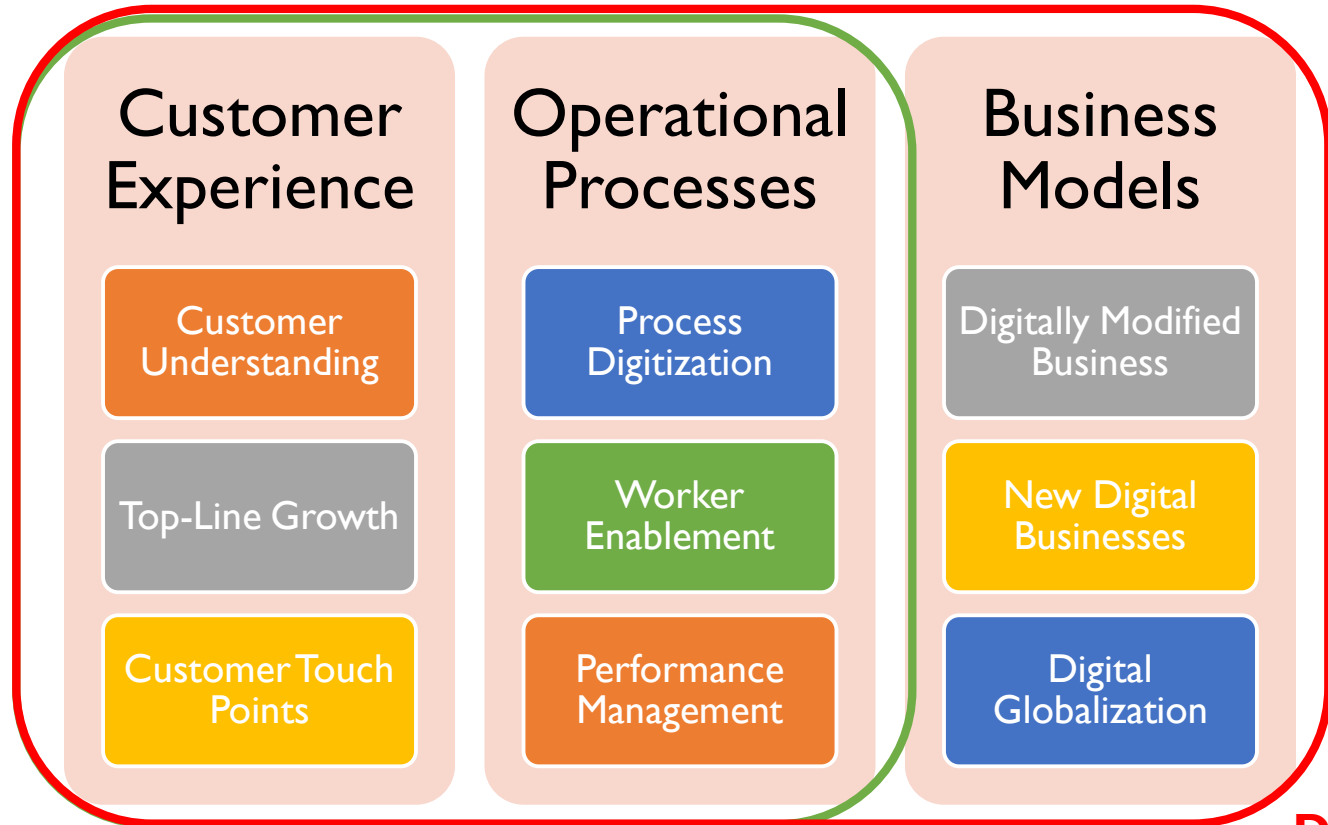 Customer
Experience
Customer
Understanding
Top-Line Growth
Customer Touch
Points
Operational
Processes
Process
Digitization
Worker
Enablement
Performance
Management
Business
Models
Digitally Modified
Business
New Digital
Businesses
Digital
Globalization